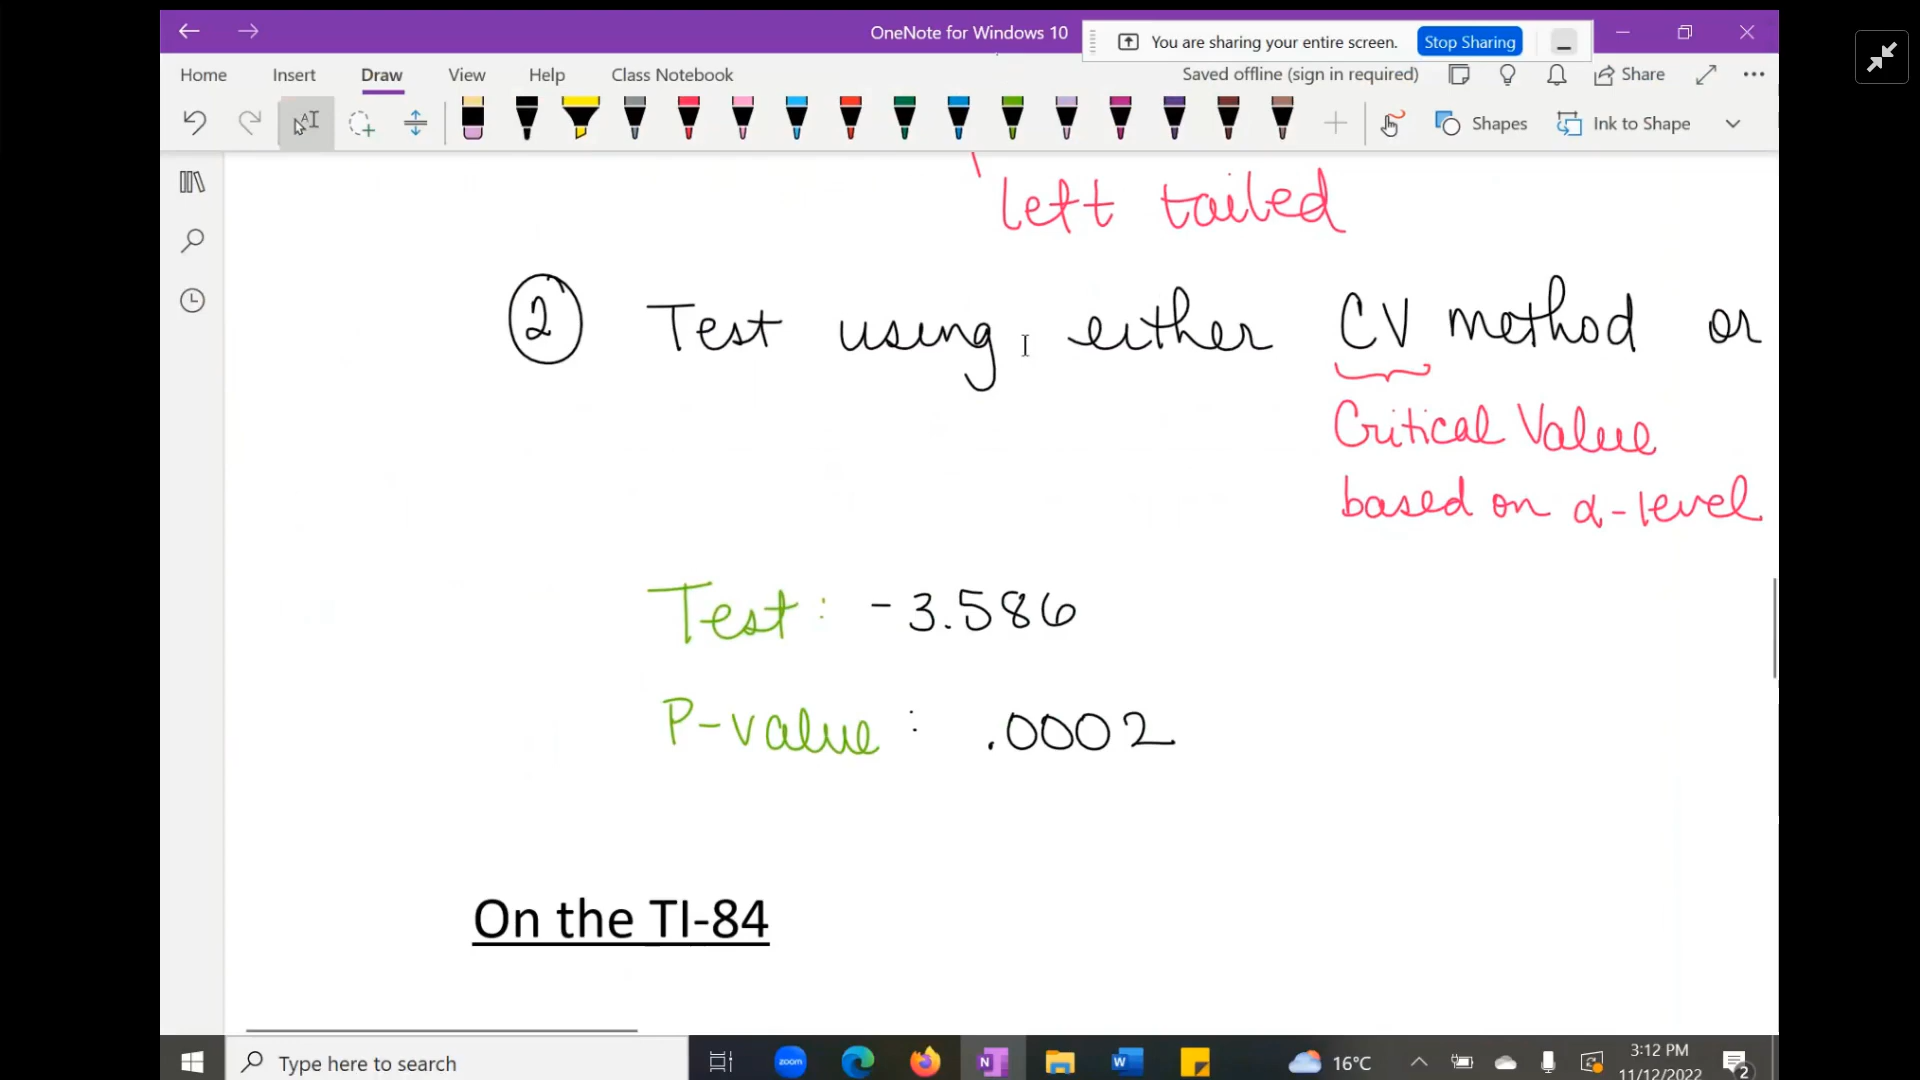 OneNote for Windows 10
You are sharing your entire screen. Stop Sharing
Home Insert Draw View Help Class Notebook
Saved offline (sign in required) Share
Shapes Ink to Shape
left tailed
2 Test using either CV method or
Critical Value
based on α-level
Test: -3.586
P-value: .0002
On the TI-84
Type here to search
zoom
N
W
16°C
3:12 PM
11/12/2022
2